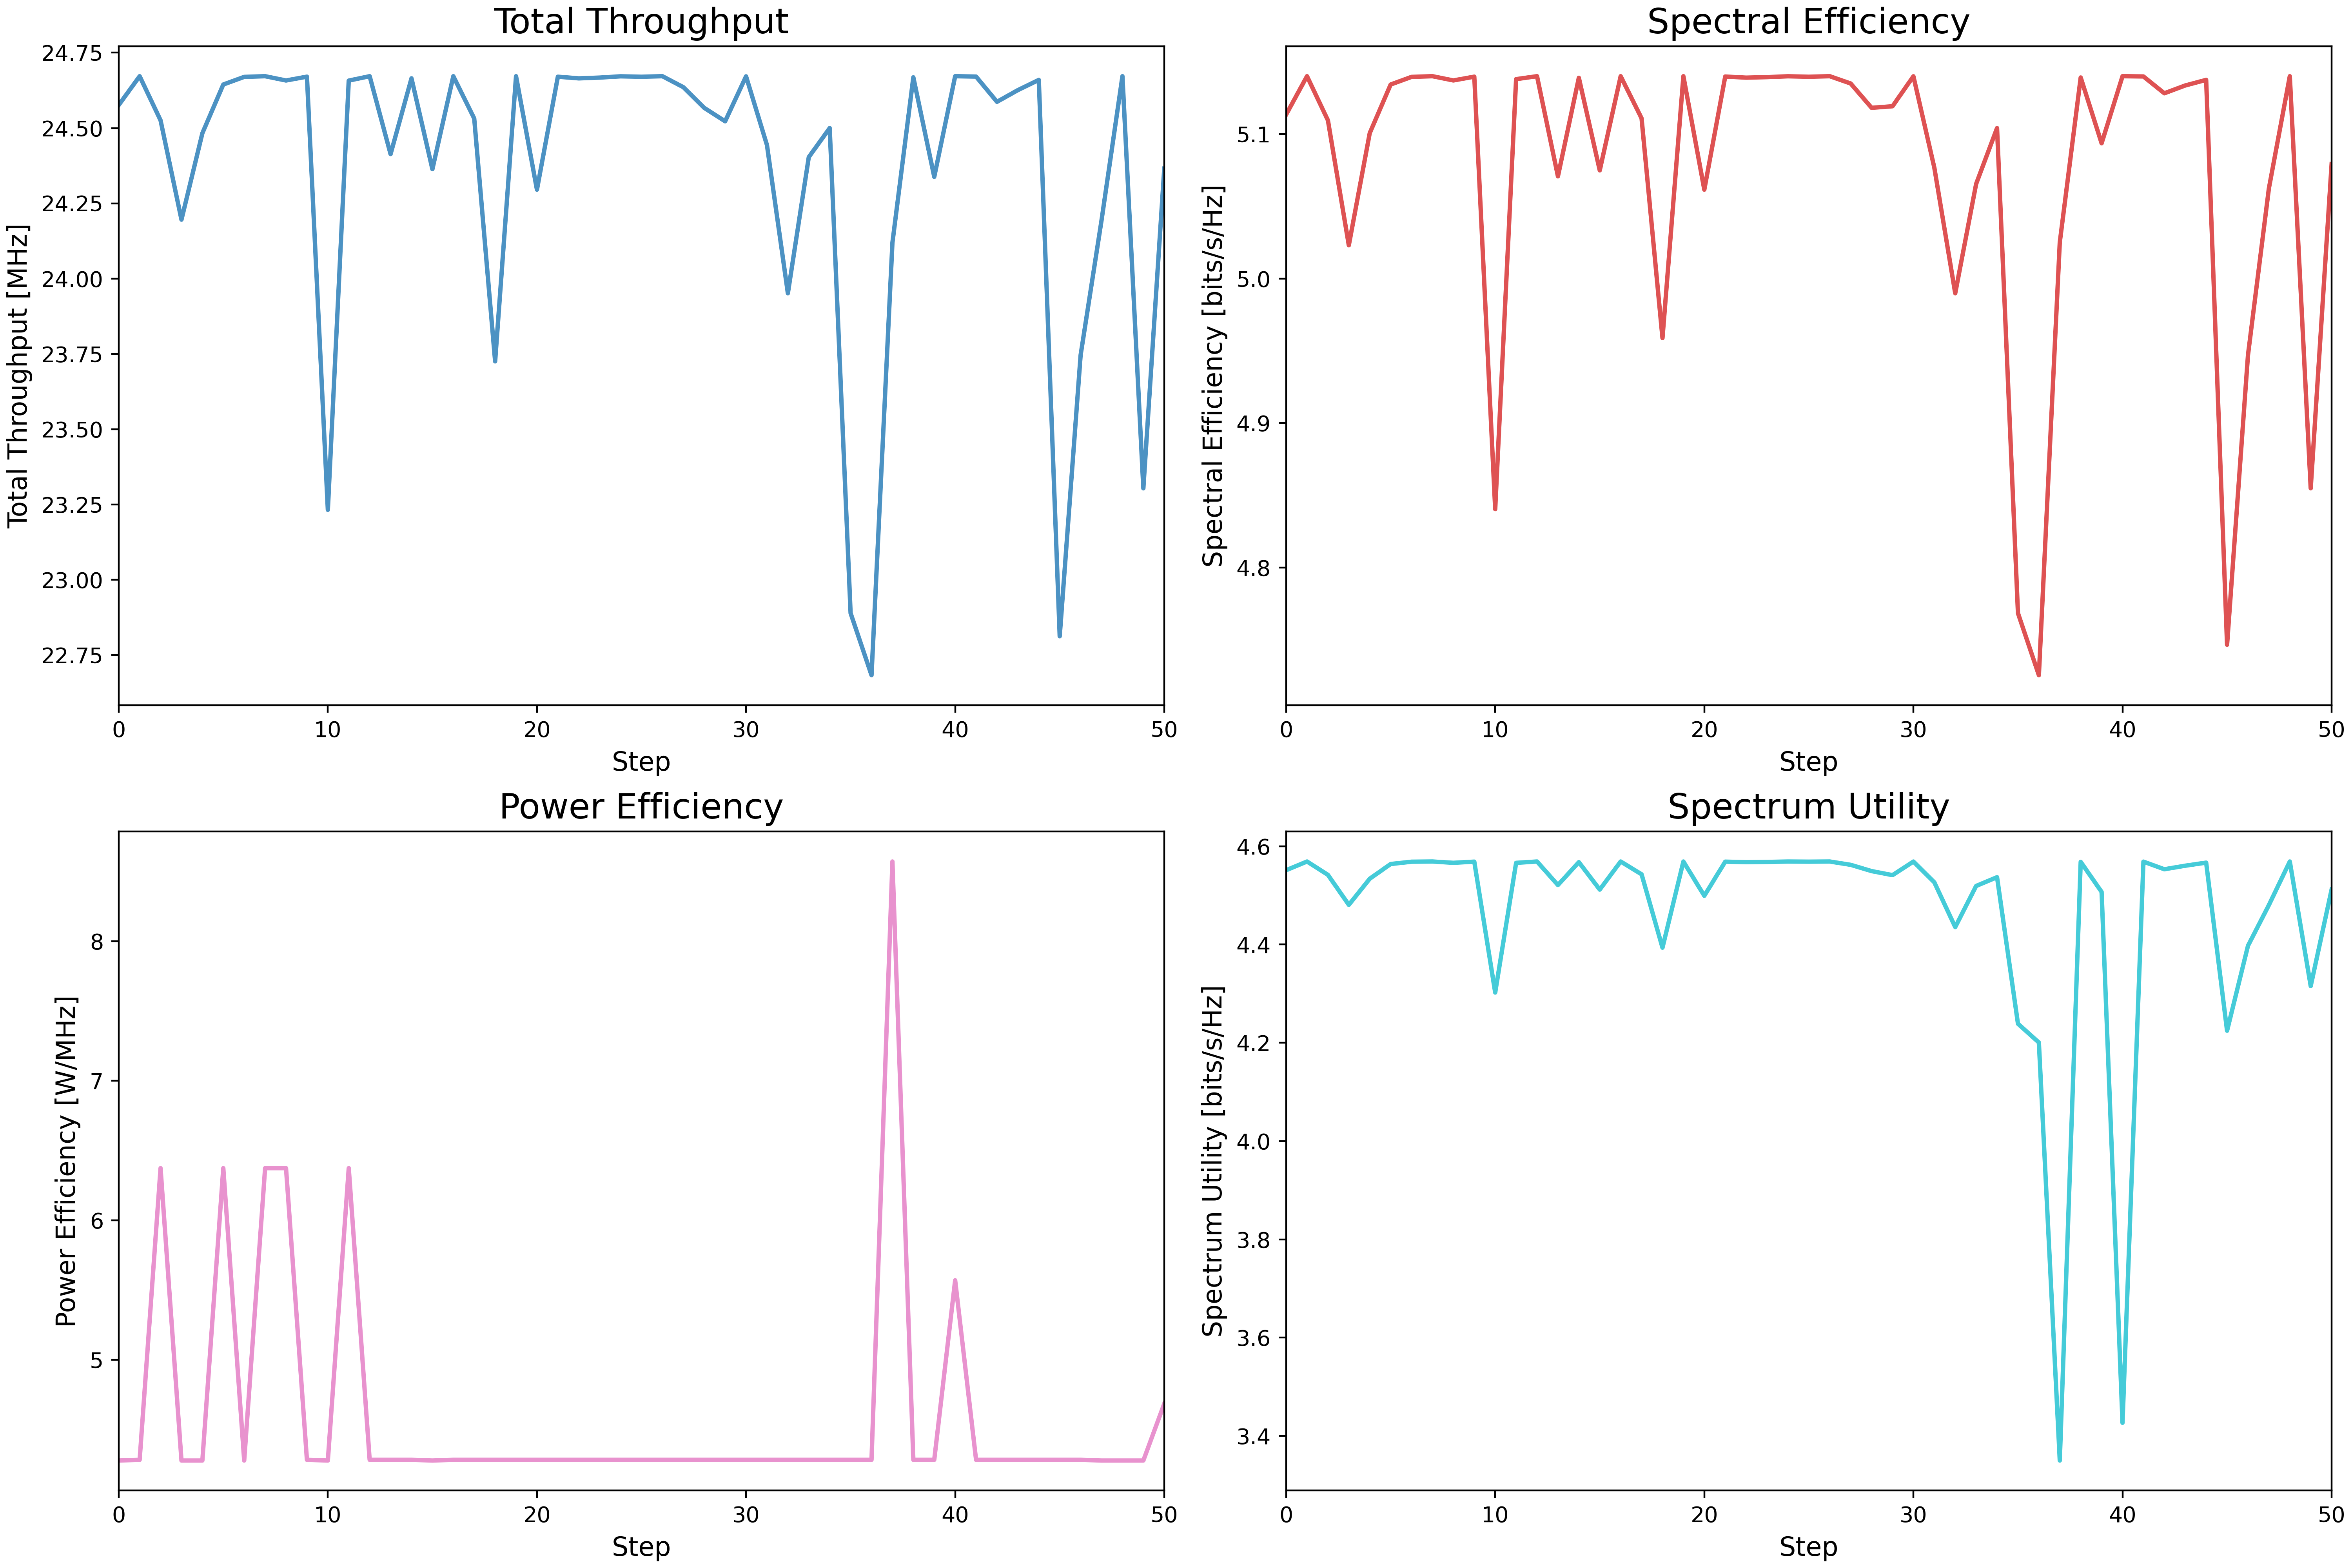 Total Throughput
Total Throughput [MHz]
24.75
24.50
24.25
24.00
23.75
23.50
23.25
23.00
22.75
0 10 20 30 40 50
Step
Spectral Efficiency
Spectral Efficiency [bits/s/Hz]
5.1
5.0
4.9
4.8
0 10 20 30 40 50
Step
Power Efficiency
Power Efficiency [W/MHz]
8
7
6
5
0 10 20 30 40 50
Step
Spectrum Utility
Spectrum Utility [bits/s/Hz]
4.6
4.4
4.2
4.0
3.8
3.6
3.4
0 10 20 30 40 50
Step